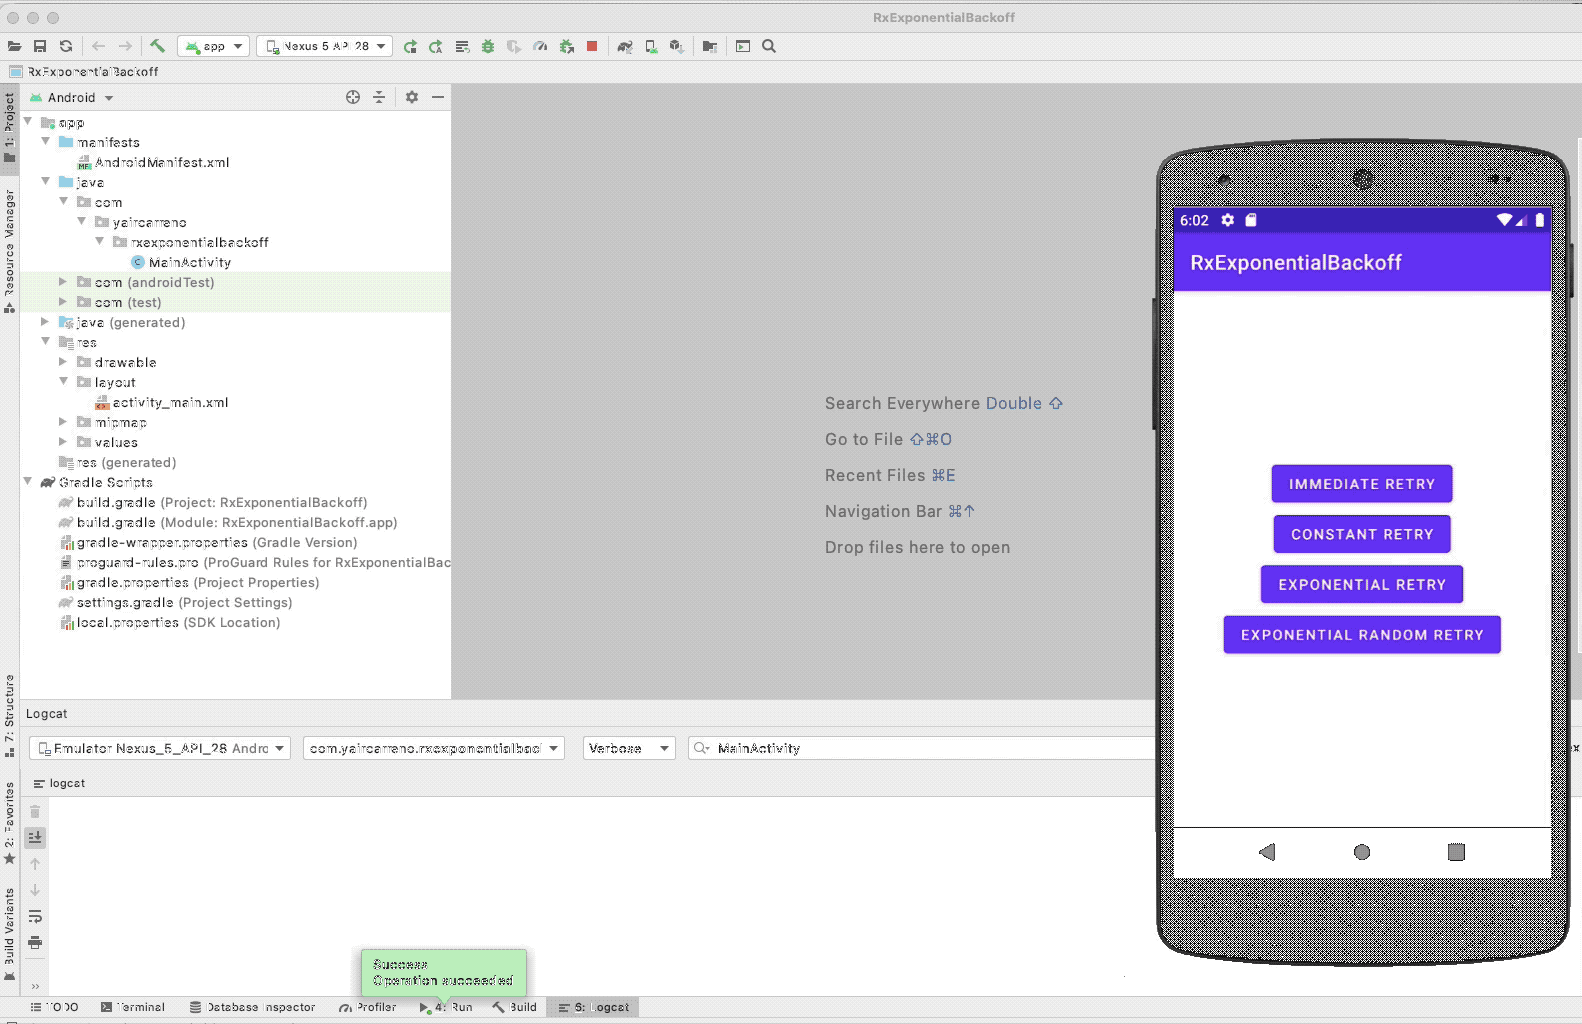 RxExponentialBackoff
app
Nexus 5 API 28
RxExponentialBackoff
1: Project
Resource Manager
7: Structure
2: Favorites
Build Variants
Android
app
manifests
AndroidManifest.xml
java
com
yaircarreno
rxexponentialbackoff
MainActivity
com (androidTest)
com (test)
java (generated)
res
drawable
layout
activity_main.xml
mipmap
values
res (generated)
Gradle Scripts
build.gradle (Project: RxExponentialBackoff)
build.gradle (Module: RxExponentialBackoff.app)
gradle-wrapper.properties (Gradle Version)
proguard-rules.pro (ProGuard Rules for RxExponentialBac
gradle.properties (Project Properties)
settings.gradle (Project Settings)
local.properties (SDK Location)
Search Everywhere Double ⇧
Go to File ⇧⌘O
Recent Files ⌘E
Navigation Bar ⌘↑
Drop files here to open
6:02
RxExponentialBackoff
IMMEDIATE RETRY
CONSTANT RETRY
EXPONENTIAL RETRY
EXPONENTIAL RANDOM RETRY
Logcat
Emulator Nexus_5_API_28 Andro
com.yaircarreno.rxexponentialbac
Verbose
MainActivity
logcat
Success
Operation succeeded
TODO
Terminal
Database Inspector
Profiler
4: Run
Build
6: Logcat